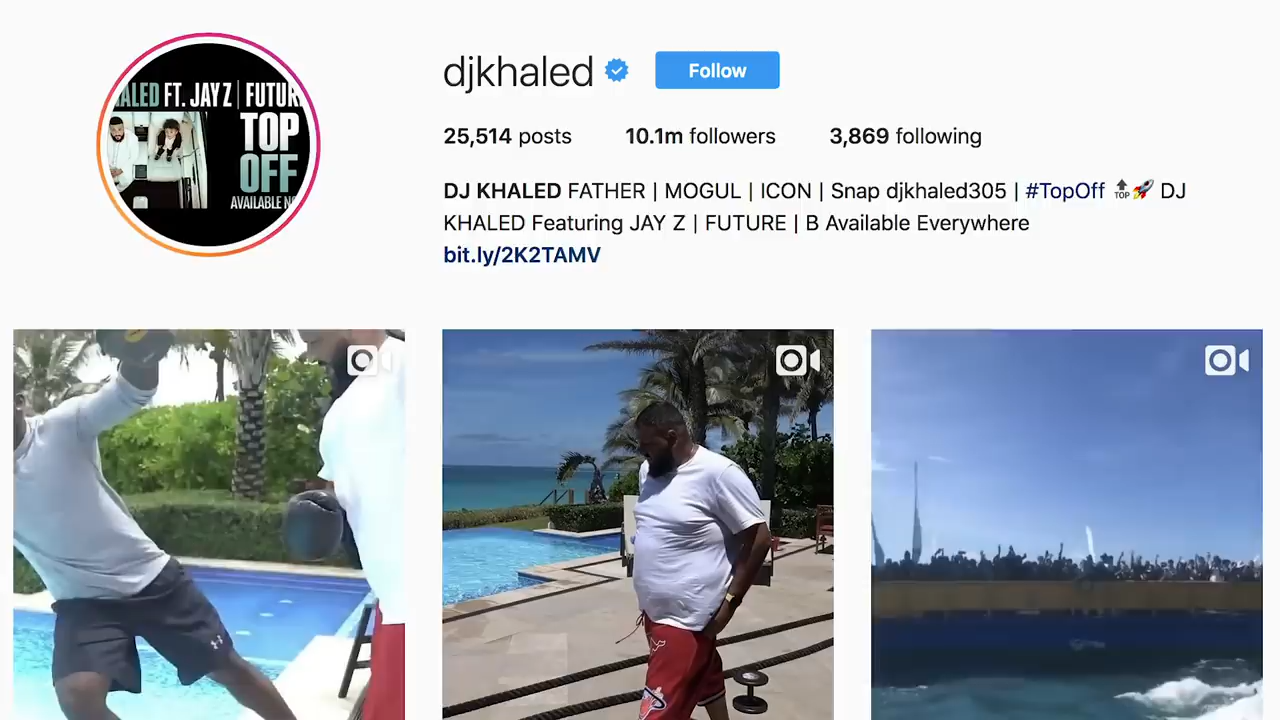 ALED FT. JAY Z | FUTUR
TOP
OFF
AVAILABLE N
djkhaled
Follow
25,514 posts 10.1m followers 3,869 following
DJ KHALED FATHER | MOGUL | ICON | Snap djkhaled305 | #TopOff 🔝🚀 DJ
KHALED Featuring JAY Z | FUTURE | B Available Everywhere
bit.ly/2K2TAMV